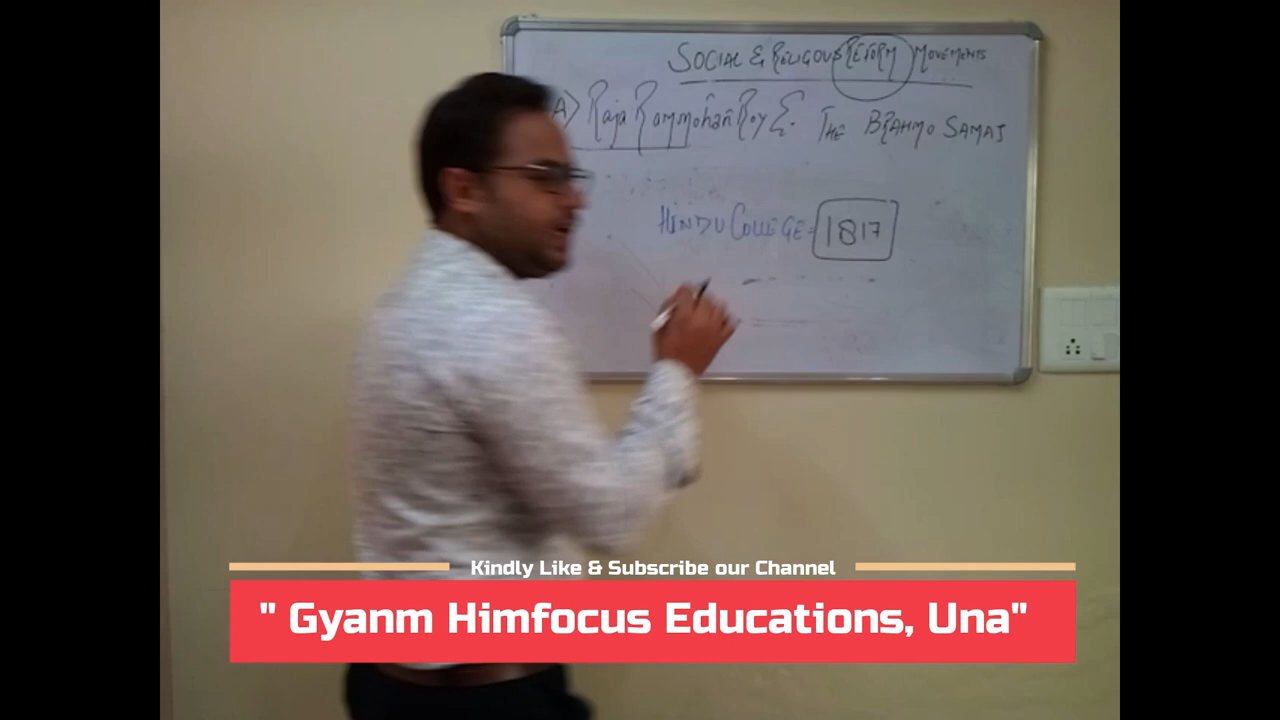 SOCIAL & RELIGOUS REFORM MOVEMENTS
A) Raja Rammohan Roy & THE BRAHMO SAMAJ
HINDU COLLEGE = 1817
Kindly Like & Subscribe our Channel
" Gyanm Himfocus Educations, Una"